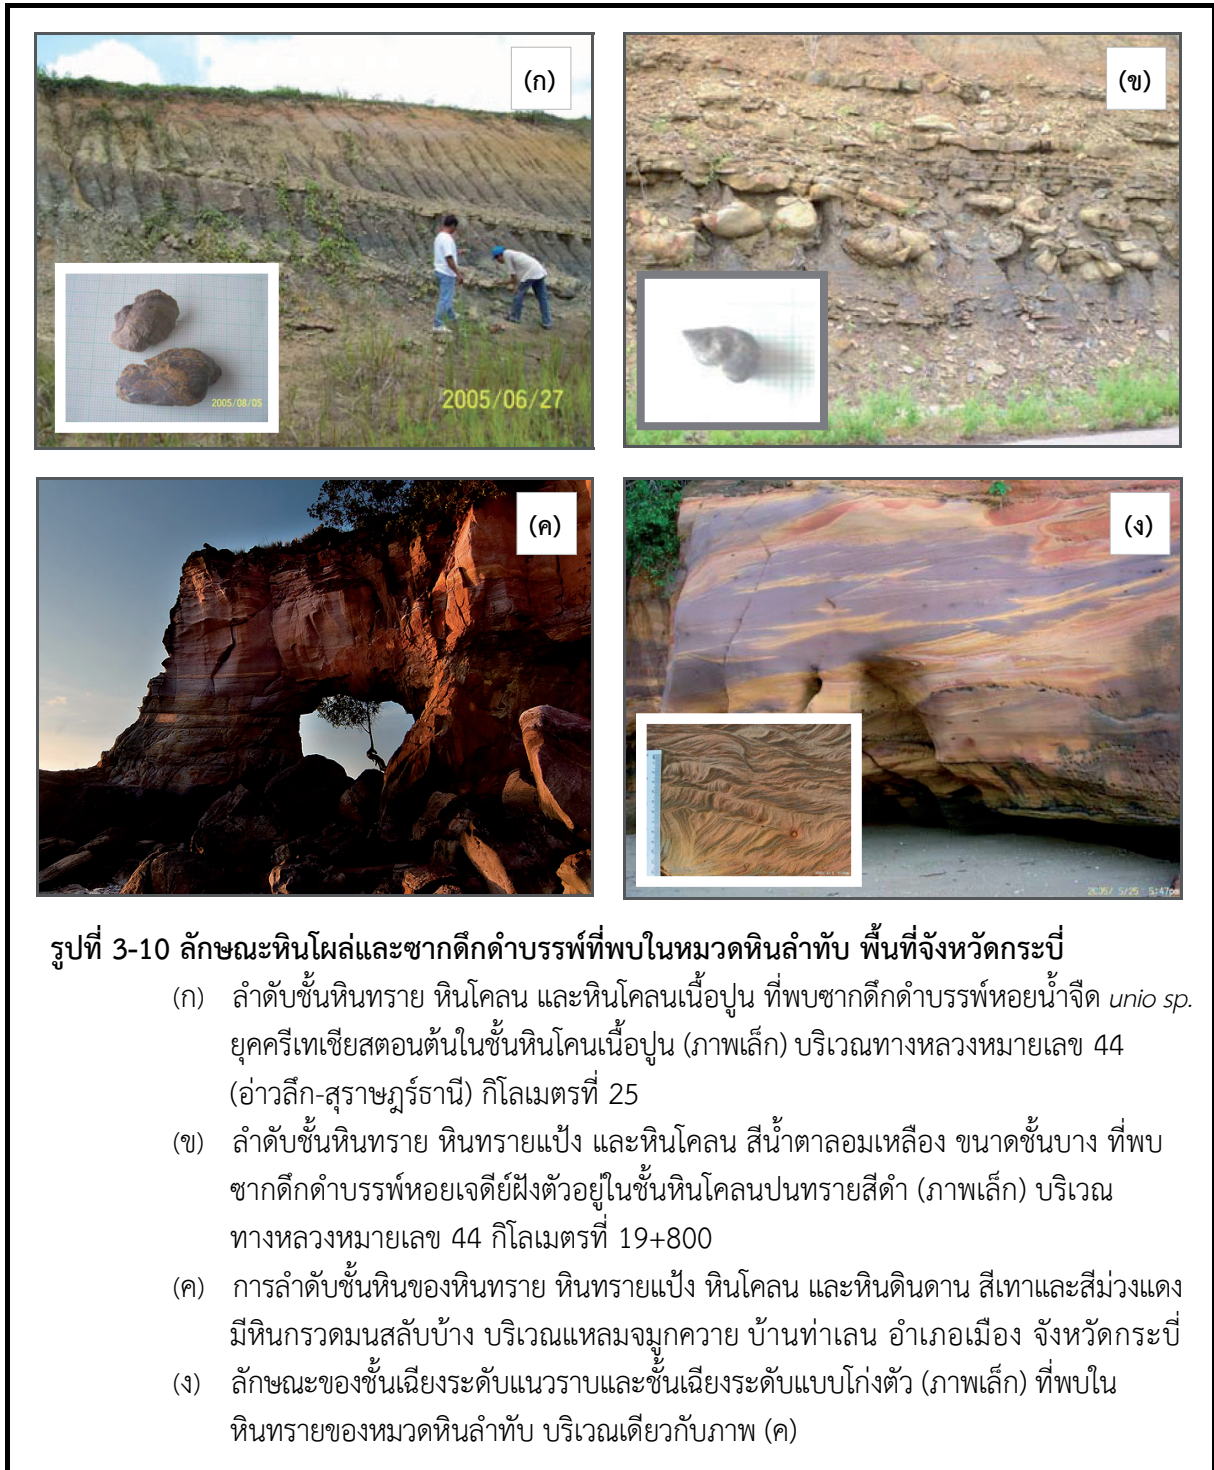 (ก)
(ข)
2005/08/05
2005/06/27
(ค)
(ง)
2005/ 5/25 5:47pm
รูปที่ 3-10 ลักษณะหินโผล่และซากดึกดำบรรพ์ที่พบในหมวดหินลำทับ พื้นที่จังหวัดกระบี่
(ก) ลำดับชั้นหินทราย หินโคลน และหินโคลนเนื้อปูน ที่พบซากดึกดำบรรพ์หอยน้ำจืด unio sp.
ยุคครีเทเชียสตอนต้นในชั้นหินโคนเนื้อปูน (ภาพเล็ก) บริเวณทางหลวงหมายเลข 44
(อ่าวลึก-สุราษฎร์ธานี) กิโลเมตรที่ 25
(ข) ลำดับชั้นหินทราย หินทรายแป้ง และหินโคลน สีน้ำตาลอมเหลือง ขนาดชั้นบาง ที่พบ
ซากดึกดำบรรพ์หอยเจดีย์ฝังตัวอยู่ในชั้นหินโคลนปนทรายสีดำ (ภาพเล็ก) บริเวณ
ทางหลวงหมายเลข 44 กิโลเมตรที่ 19+800
(ค) การลำดับชั้นหินของหินทราย หินทรายแป้ง หินโคลน และหินดินดาน สีเทาและสีม่วงแดง
มีหินกรวดมนสลับบ้าง บริเวณแหลมจมูกควาย บ้านท่าเลน อำเภอเมือง จังหวัดกระบี่
(ง) ลักษณะของชั้นเฉียงระดับแนวราบและชั้นเฉียงระดับแบบโก่งตัว (ภาพเล็ก) ที่พบใน
หินทรายของหมวดหินลำทับ บริเวณเดียวกับภาพ (ค)